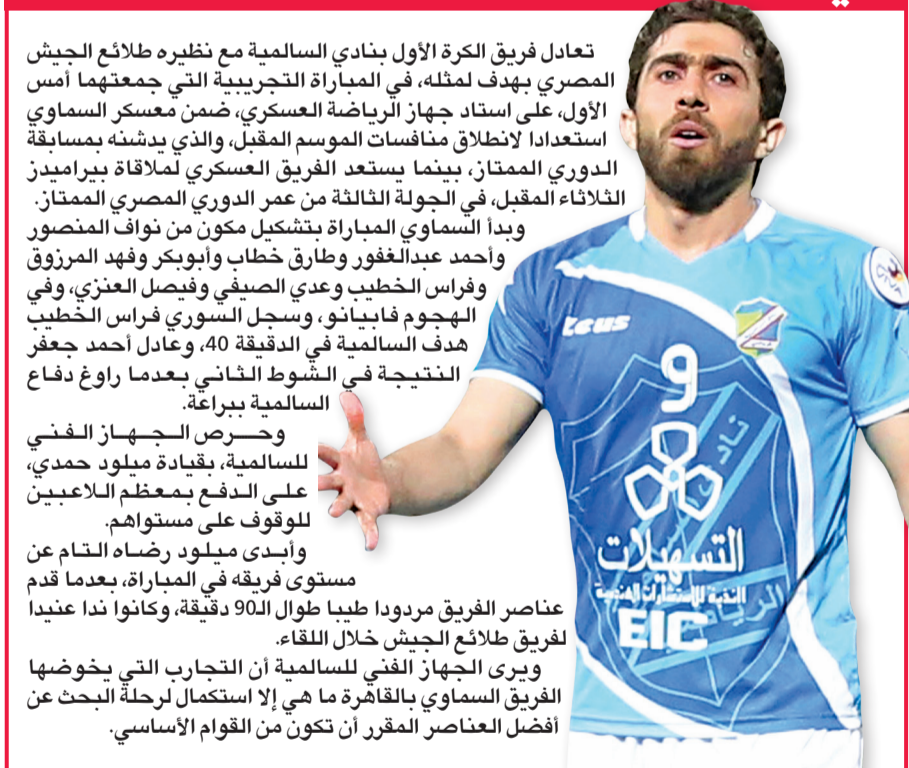 تعادل فريق الكرة الأول بنادي السالمية مع نظيره طلائع الجيش
المصري بهدف لمثله، في المباراة التجريبية التي جمعتهما أمس
الأول، على استاد جهاز الرياضة العسكري، ضمن معسكر السماوي
استعدادا لانطلاق منافسات الموسم المقبل، والذي يدشنه بمسابقة
الدوري الممتاز، بينما يستعد الفريق العسكري لملاقاة بيراميدز
الثلاثاء المقبل، في الجولة الثالثة من عمر الدوري المصري الممتاز.
وبدأ السماوي المباراة بتشكيل مكون من نواف المنصور
وأحمد عبدالغفور وطارق خطاب وأبوبكر وفهد المرزوق
وفراس الخطيب وعدي الصيفي وفيصل العنزي، وفي
الهجوم فابيانو، وسجل السوري فراس الخطيب
هدف السالمية في الدقيقة 40، وعادل أحمد جعفر
النتيجة في الشوط الثاني بعدما راوغ دفاع
السالمية ببراعة.
وحرص الجهاز الفني
للسالمية، بقيادة ميلود حمدي،
على الدفع بمعظم اللاعبين
للوقوف على مستواهم.
وأبدى ميلود رضاه التام عن
مستوى فريقه في المباراة، بعدما قدم
عناصر الفريق مردودا طيبا طوال الـ90 دقيقة، وكانوا ندا عنيدا
لفريق طلائع الجيش خلال اللقاء.
ويرى الجهاز الفني للسالمية أن التجارب التي يخوضها
الفريق السماوي بالقاهرة ما هي إلا استكمال لرحلة البحث عن
أفضل العناصر المقرر أن تكون من القوام الأساسي.
zeus
و
نادي
التسهيلات
النخبة للاستشارات الهندسية
الرياضي
EIC